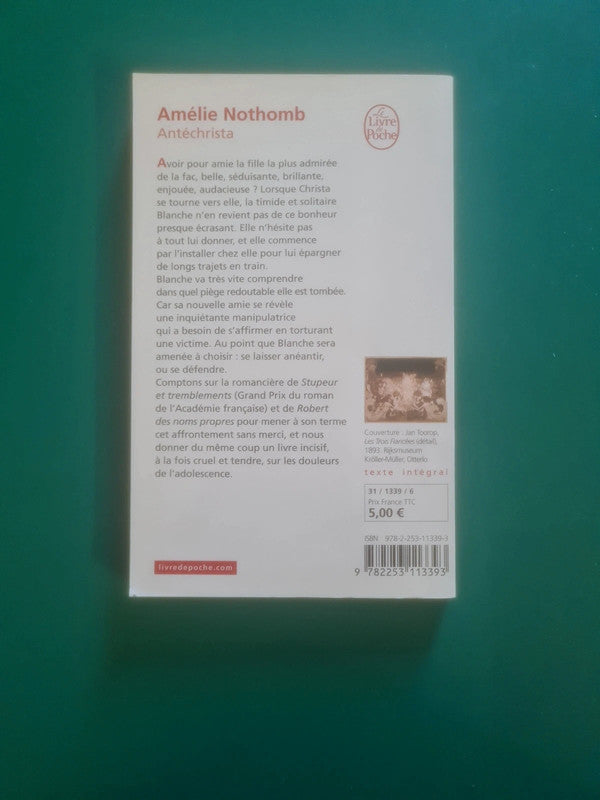 Amélie Nothomb
Antéchrista
Le
Livre
de
Poche
Avoir pour amie la fille la plus admirée
de la fac, belle, séduisante, brillante,
enjouée, audacieuse ? Lorsque Christa
se tourne vers elle, la timide et solitaire
Blanche n'en revient pas de ce bonheur
presque écrasant. Elle n'hésite pas
à tout lui donner, et elle commence
par l'installer chez elle pour lui épargner
de longs trajets en train.
Blanche va très vite comprendre
dans quel piège redoutable elle est tombée.
Car sa nouvelle amie se révèle
une inquiétante manipulatrice
qui a besoin de s'affirmer en torturant
une victime. Au point que Blanche sera
amenée à choisir : se laisser anéantir,
ou se défendre.
Comptons sur la romancière de Stupeur
et tremblements (Grand Prix du roman
de l'Académie française) et de Robert
des noms propres pour mener à son terme
cet affrontement sans merci, et nous
donner du même coup un livre incisif,
à la fois cruel et tendre, sur les douleurs
de l'adolescence.
Couverture : Jan Toorop,
Les Trois Fiancées (détail),
1893. Rijksmuseum
Kröller-Müller, Otterlo
texte intégral
31 / 1339 / 6
Prix France TTC
5,00 €
ISBN 978-2-253-11339-3
9 782253 113393
livredepoche.com